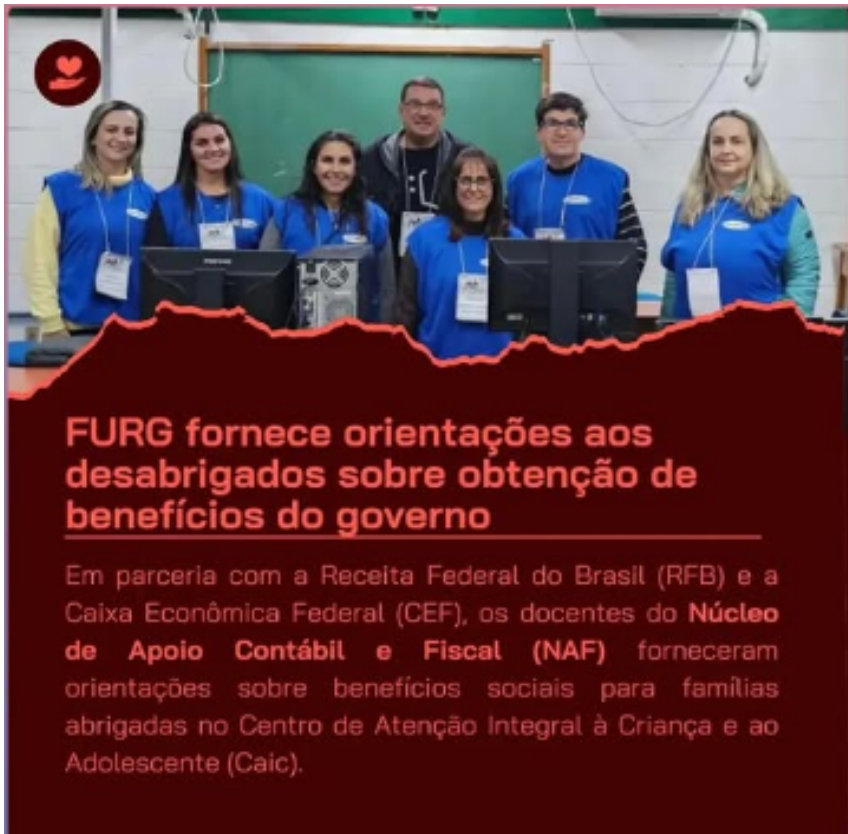 FURG fornece orientações aos
desabrigados sobre obtenção de
benefícios do governo
Em parceria com a Receita Federal do Brasil (RFB) e a
Caixa Econômica Federal (CEF), os docentes do Núcleo
de Apoio Contábil e Fiscal (NAF) forneceram
orientações sobre benefícios sociais para famílias
abrigadas no Centro de Atenção Integral à Criança e ao
Adolescente (Caic).